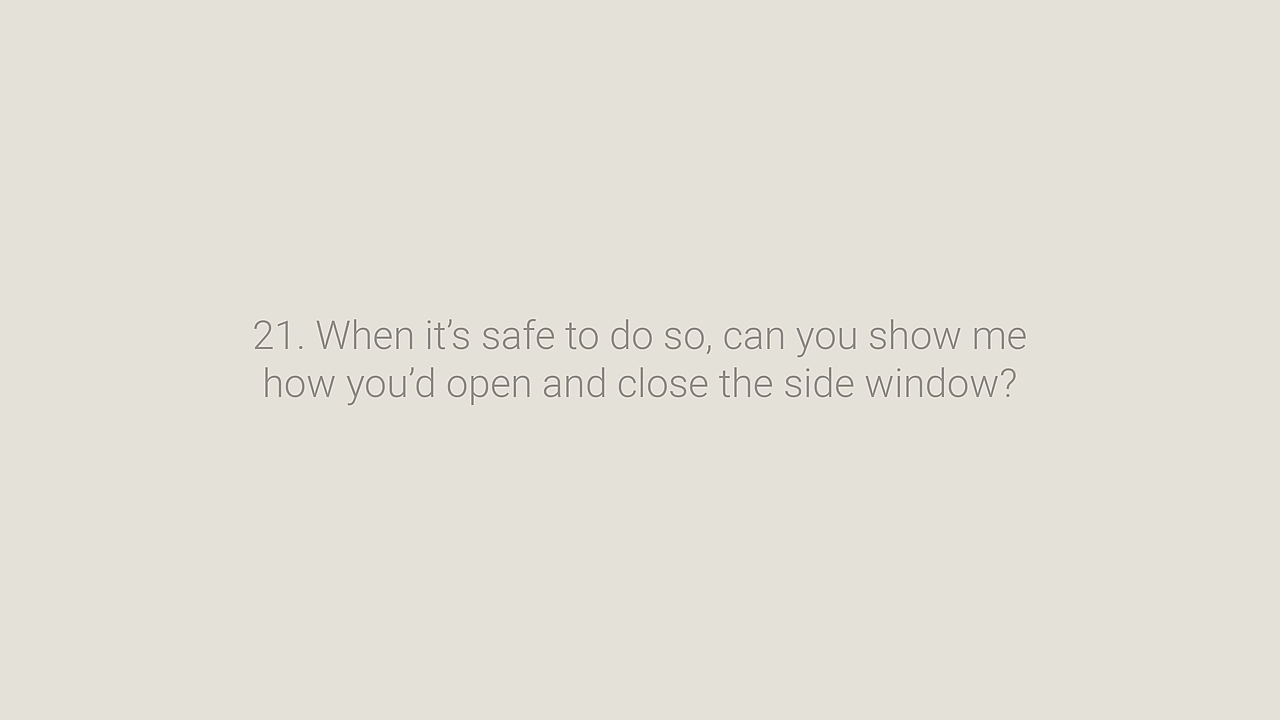 21. When it’s safe to do so, can you show me
how you’d open and close the side window?